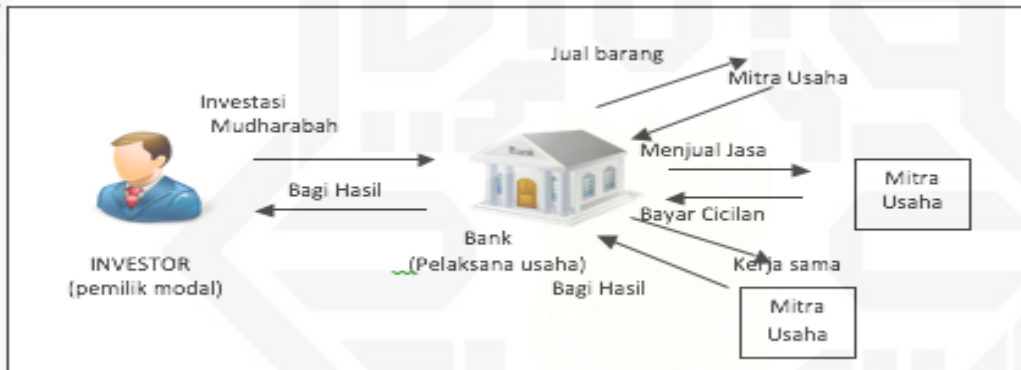 Jual barang
Mitra Usaha
Investasi
Mudharabah
Bank
Menjual Jasa
Mitra
Usaha
Bagi Hasil
Bayar Cicilan
Bank
(Pelaksana usaha)
INVESTOR
(pemilik modal)
Kerja sama
Bagi Hasil
Mitra
Usaha